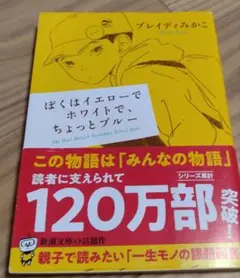 ブレイディみかこ
ぼくはイエローで
ホワイトで、
ちょっとブルー
この物語は「みんなの物語」
読者に支えられて
シリーズ累計
120万部
突破!
新潮文庫の話題作
親子で読みたい「一生モノの課題図書」